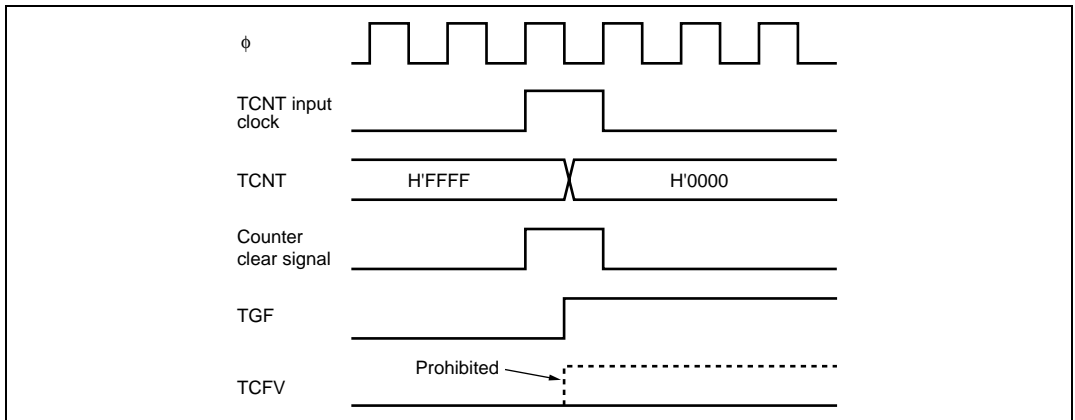 ϕ
TCNT input
clock
TCNT
H'FFFF
H'0000
Counter
clear signal
TGF
Prohibited
TCFV